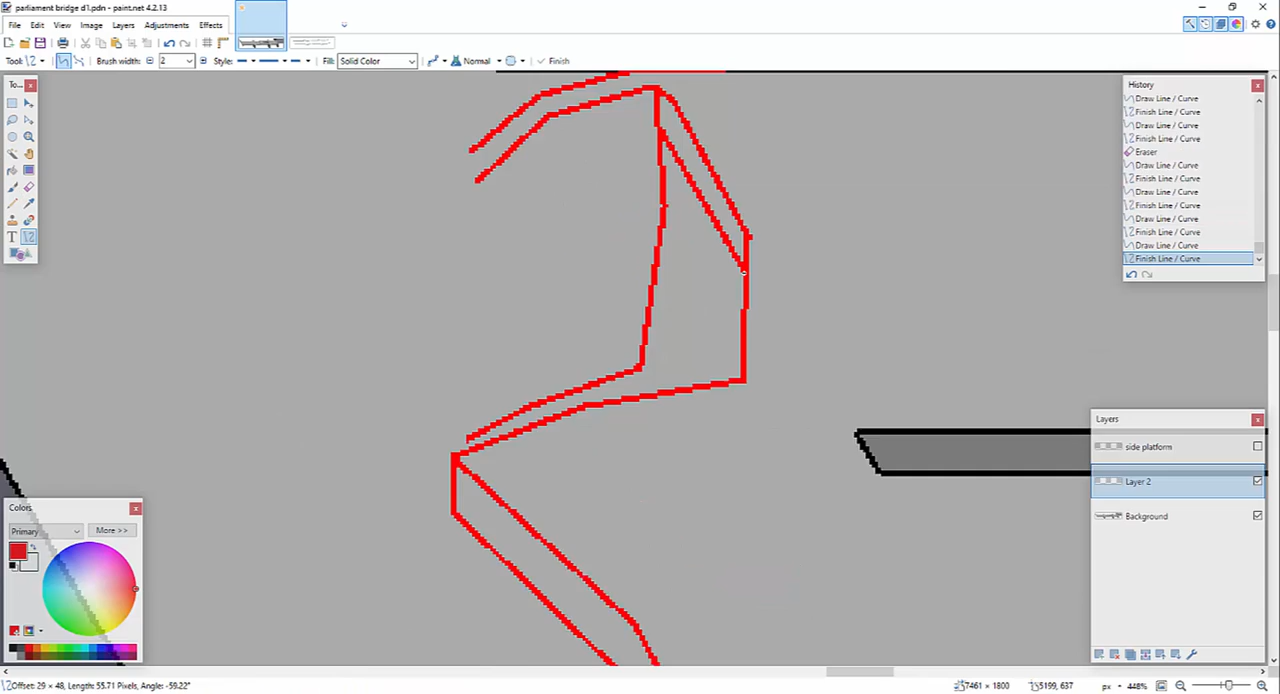 parliament bridge d1.pdn - paint.net 4.2.13
File Edit View Image Layers Adjustments Effects
Tool: Brush width: 2 Style: Fill: Solid Color Normal Finish
To...
T
History
Draw Line / Curve
Finish Line / Curve
Draw Line / Curve
Finish Line / Curve
Eraser
Draw Line / Curve
Finish Line / Curve
Draw Line / Curve
Finish Line / Curve
Draw Line / Curve
Finish Line / Curve
Draw Line / Curve
Finish Line / Curve
Layers
side platform
Layer 2
Background
Colors
Primary More >>
Offset: 29 × 48, Length: 55.71 Pixels, Angle: -59.22° 7461 × 1800 5199, 637 px 448%